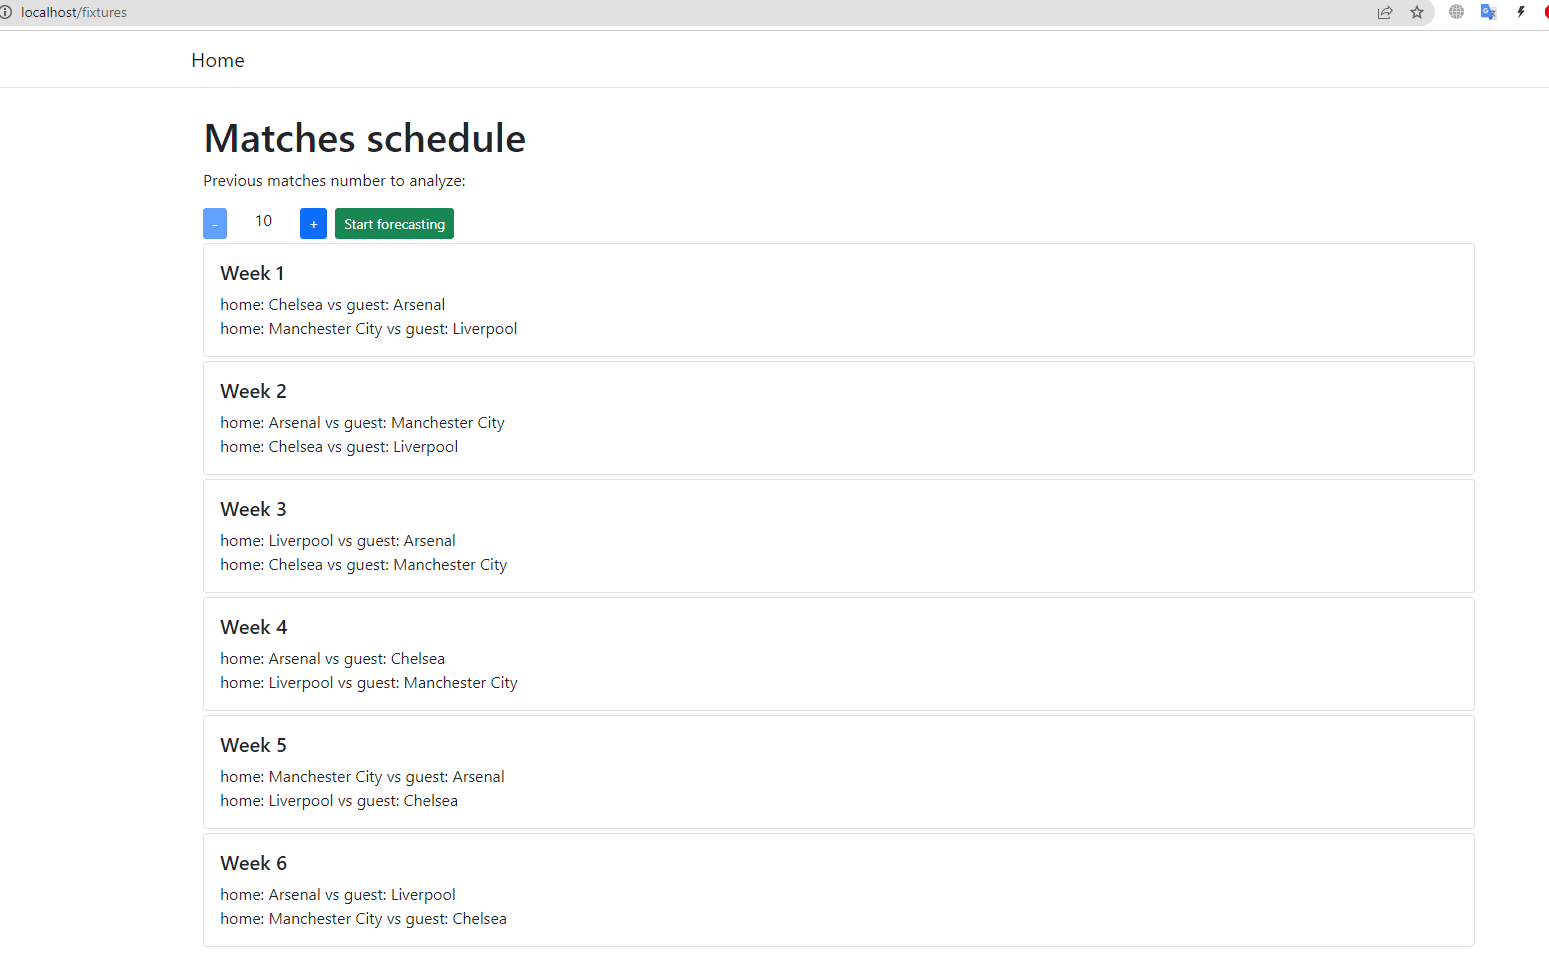 localhost/fixtures
Home
Matches schedule
Previous matches number to analyze:
- 10 + Start forecasting
Week 1
home: Chelsea vs guest: Arsenal
home: Manchester City vs guest: Liverpool
Week 2
home: Arsenal vs guest: Manchester City
home: Chelsea vs guest: Liverpool
Week 3
home: Liverpool vs guest: Arsenal
home: Chelsea vs guest: Manchester City
Week 4
home: Arsenal vs guest: Chelsea
home: Liverpool vs guest: Manchester City
Week 5
home: Manchester City vs guest: Arsenal
home: Liverpool vs guest: Chelsea
Week 6
home: Arsenal vs guest: Liverpool
home: Manchester City vs guest: Chelsea